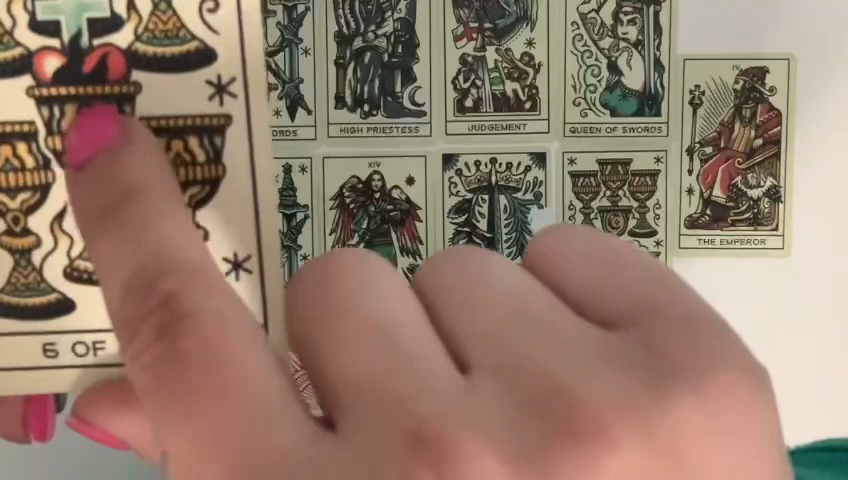 ORDS
HIGH PRIESTESS
JUDGEMENT
QUEEN OF SWORDS
IV
THE EMPEROR
XIV
6 OF